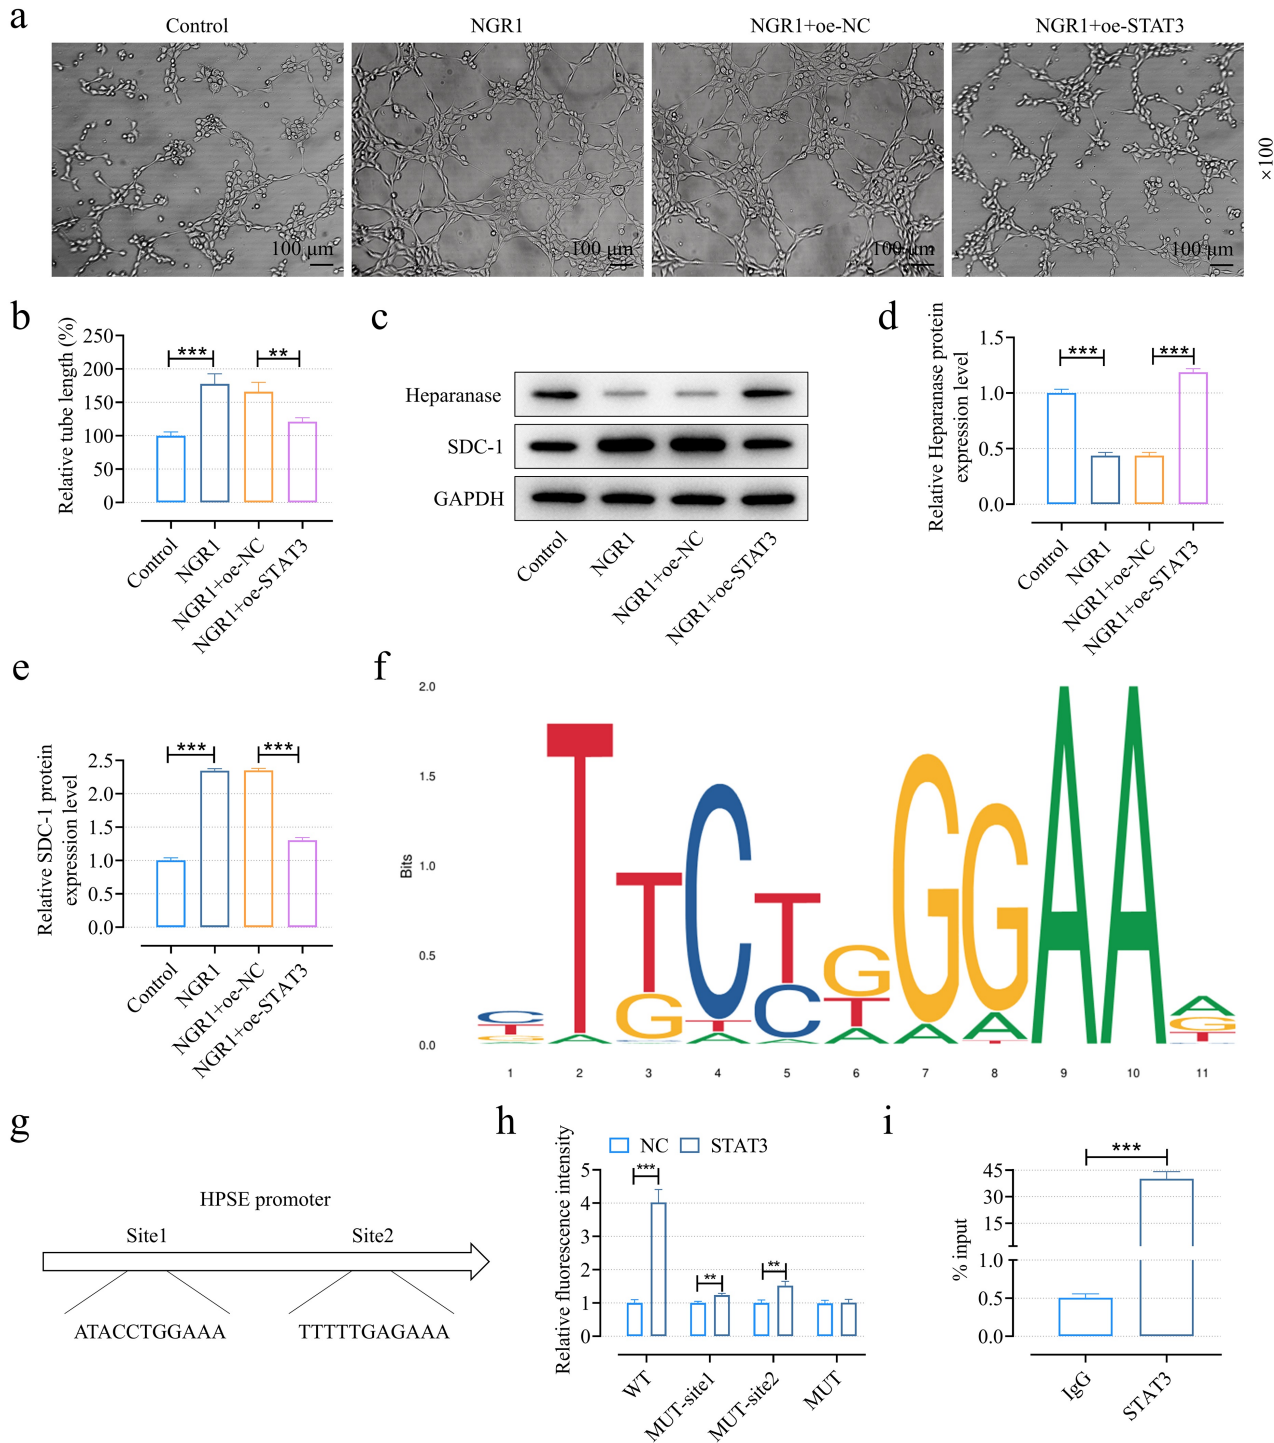 a
Control
NGR1
NGR1+oe-NC
NGR1+oe-STAT3
100 μm
100 μm
100 μm
100 μm
×100
b
Relative tube length (%)
250
200
150
100
50
0
***
**
Control
NGR1
NGR1+oe-NC
NGR1+oe-STAT3
c
Heparanase
SDC-1
GAPDH
Control
NGR1
NGR1+oe-NC
NGR1+oe-STAT3
d
Relative Heparanase protein
expression level
1.5
1.0
0.5
0.0
***
***
Control
NGR1
NGR1+oe-NC
NGR1+oe-STAT3
e
Relative SDC-1 protein
expression level
2.5
2.0
1.5
1.0
0.5
0.0
***
***
Control
NGR1
NGR1+oe-NC
NGR1+oe-STAT3
f
Bits
2.0
1.5
1.0
0.5
0.0
C T G
T A
T G C
C T A
T C A
G T A
G A
G A T
A
A
A G T
1 2 3 4 5 6 7 8 9 10 11
g
HPSE promoter
Site1 Site2
ATACCTGGAAA TTTTTGAGAAA
h
NC STAT3
Relative fluorescence intensity
5
4
3
2
1
0
***
**
**
WT
MUT-site1
MUT-site2
MUT
i
% input
45
30
15
1.0
0.5
0.0
***
IgG
STAT3